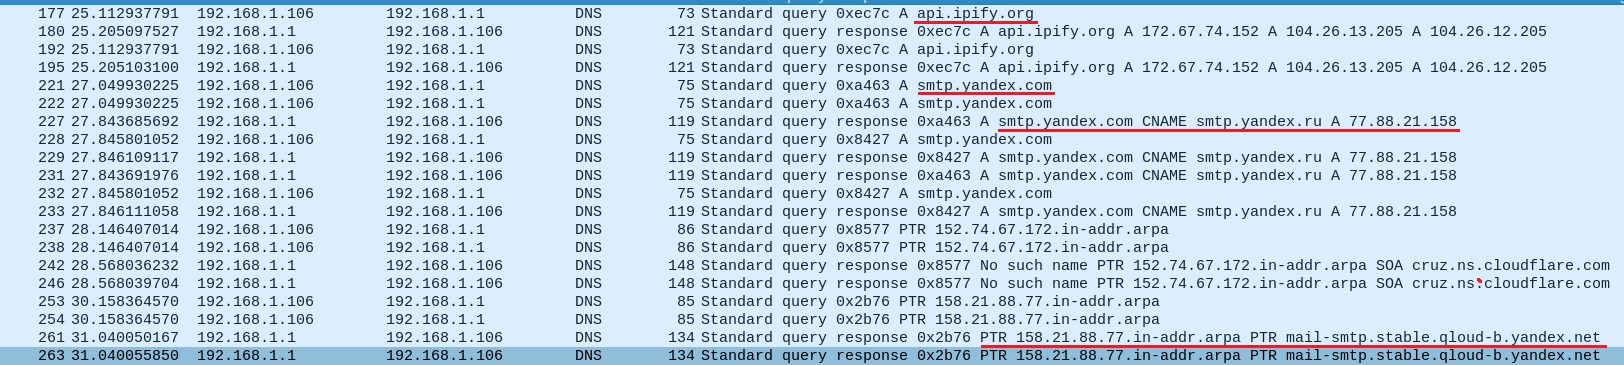 177 25.112937791 192.168.1.106 192.168.1.1 DNS 73 Standard query 0xec7c A api.ipify.org
180 25.205097527 192.168.1.1 192.168.1.106 DNS 121 Standard query response 0xec7c A api.ipify.org A 172.67.74.152 A 104.26.13.205 A 104.26.12.205
192 25.112937791 192.168.1.106 192.168.1.1 DNS 73 Standard query 0xec7c A api.ipify.org
195 25.205103100 192.168.1.1 192.168.1.106 DNS 121 Standard query response 0xec7c A api.ipify.org A 172.67.74.152 A 104.26.13.205 A 104.26.12.205
221 27.049930225 192.168.1.106 192.168.1.1 DNS 75 Standard query 0xa463 A smtp.yandex.com
222 27.049930225 192.168.1.106 192.168.1.1 DNS 75 Standard query 0xa463 A smtp.yandex.com
227 27.843685692 192.168.1.1 192.168.1.106 DNS 119 Standard query response 0xa463 A smtp.yandex.com CNAME smtp.yandex.ru A 77.88.21.158
228 27.845801052 192.168.1.106 192.168.1.1 DNS 75 Standard query 0x8427 A smtp.yandex.com
229 27.846109117 192.168.1.1 192.168.1.106 DNS 119 Standard query response 0x8427 A smtp.yandex.com CNAME smtp.yandex.ru A 77.88.21.158
231 27.843691976 192.168.1.1 192.168.1.106 DNS 119 Standard query response 0xa463 A smtp.yandex.com CNAME smtp.yandex.ru A 77.88.21.158
232 27.845801052 192.168.1.106 192.168.1.1 DNS 75 Standard query 0x8427 A smtp.yandex.com
233 27.846111058 192.168.1.1 192.168.1.106 DNS 119 Standard query response 0x8427 A smtp.yandex.com CNAME smtp.yandex.ru A 77.88.21.158
237 28.146407014 192.168.1.106 192.168.1.1 DNS 86 Standard query 0x8577 PTR 152.74.67.172.in-addr.arpa
238 28.146407014 192.168.1.106 192.168.1.1 DNS 86 Standard query 0x8577 PTR 152.74.67.172.in-addr.arpa
242 28.568036232 192.168.1.1 192.168.1.106 DNS 148 Standard query response 0x8577 No such name PTR 152.74.67.172.in-addr.arpa SOA cruz.ns.cloudflare.com
246 28.568039704 192.168.1.1 192.168.1.106 DNS 148 Standard query response 0x8577 No such name PTR 152.74.67.172.in-addr.arpa SOA cruz.ns.cloudflare.com
253 30.158364570 192.168.1.106 192.168.1.1 DNS 85 Standard query 0x2b76 PTR 158.21.88.77.in-addr.arpa
254 30.158364570 192.168.1.106 192.168.1.1 DNS 85 Standard query 0x2b76 PTR 158.21.88.77.in-addr.arpa
261 31.040050167 192.168.1.1 192.168.1.106 DNS 134 Standard query response 0x2b76 PTR 158.21.88.77.in-addr.arpa PTR mail-smtp.stable.qloud-b.yandex.net
263 31.040055850 192.168.1.1 192.168.1.106 DNS 134 Standard query response 0x2b76 PTR 158.21.88.77.in-addr.arpa PTR mail-smtp.stable.qloud-b.yandex.net